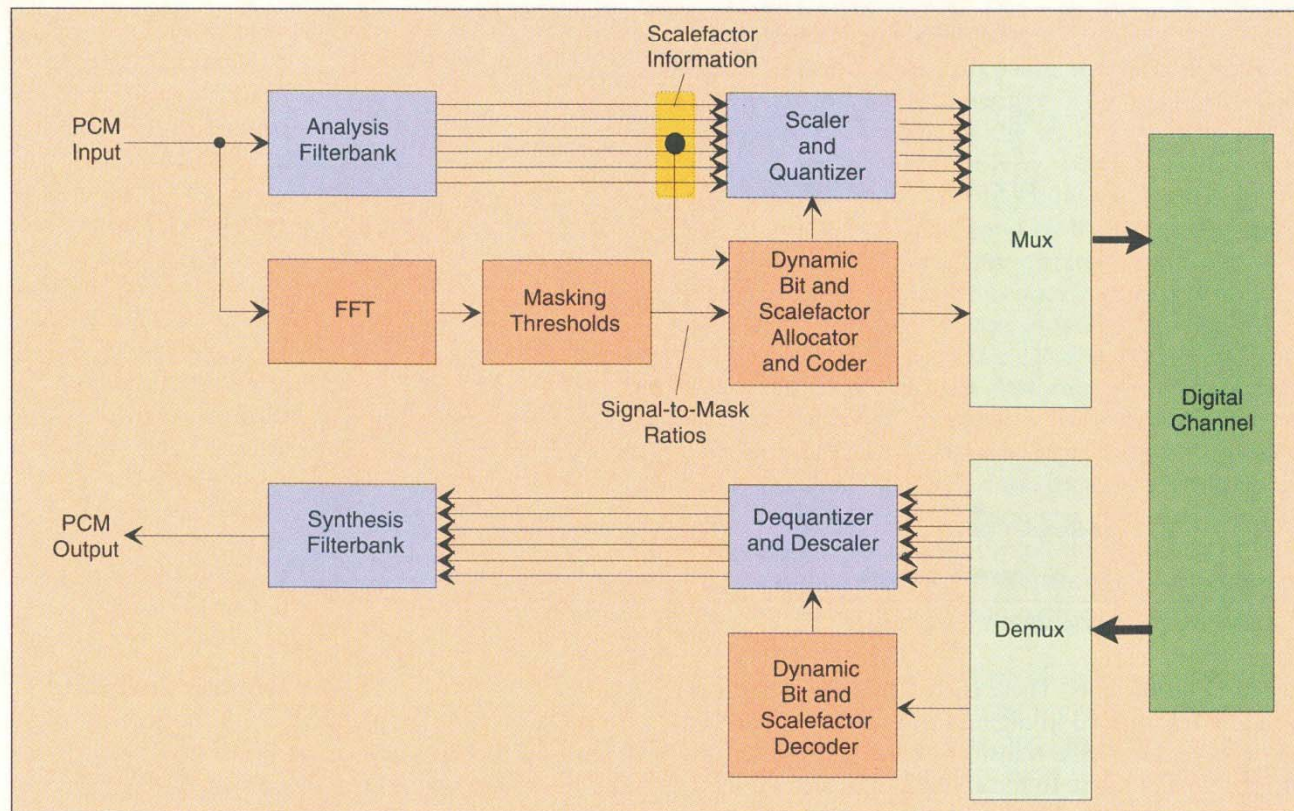 Scalefactor
Information
PCM
Input
Analysis
Filterbank
Scaler
and
Quantizer
Mux
FFT
Masking
Thresholds
Dynamic
Bit and
Scalefactor
Allocator
and Coder
Signal-to-Mask
Ratios
Digital
Channel
PCM
Output
Synthesis
Filterbank
Dequantizer
and Descaler
Demux
Dynamic
Bit and
Scalefactor
Decoder